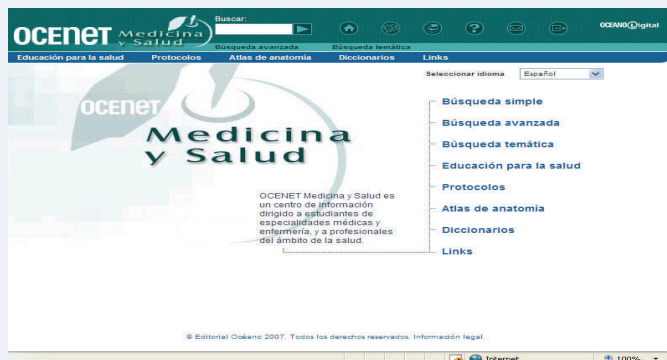 OCENET Medicina
y Salud
Buscar:
Búsqueda avanzada Búsqueda temática
OCEANO Digital
Educación para la salud Protocolos Atlas de anatomía Diccionarios Links
Seleccionar idioma Español
OCENET
Medicina
y Salud
Búsqueda simple
Búsqueda avanzada
Búsqueda temática
Educación para la salud
Protocolos
Atlas de anatomía
Diccionarios
Links
OCENET Medicina y Salud es
un centro de información
dirigido a estudiantes de
especialidades médicas y
enfermería, y a profesionales
del ámbito de la salud.
© Editorial Océano 2007. Todos los derechos reservados. Información legal.
Internet 100%